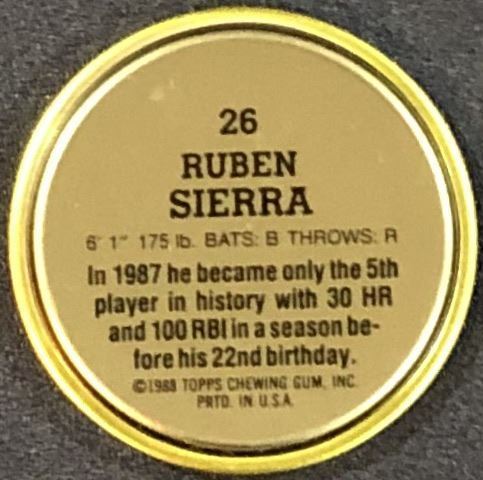 26
RUBEN
SIERRA
6' 1" 175 lb. BATS: B THROWS: R
In 1987 he became only the 5th
player in history with 30 HR
and 100 RBI in a season be-
fore his 22nd birthday.
©1988 TOPPS CHEWING GUM, INC.
PRTD. IN U.S.A.